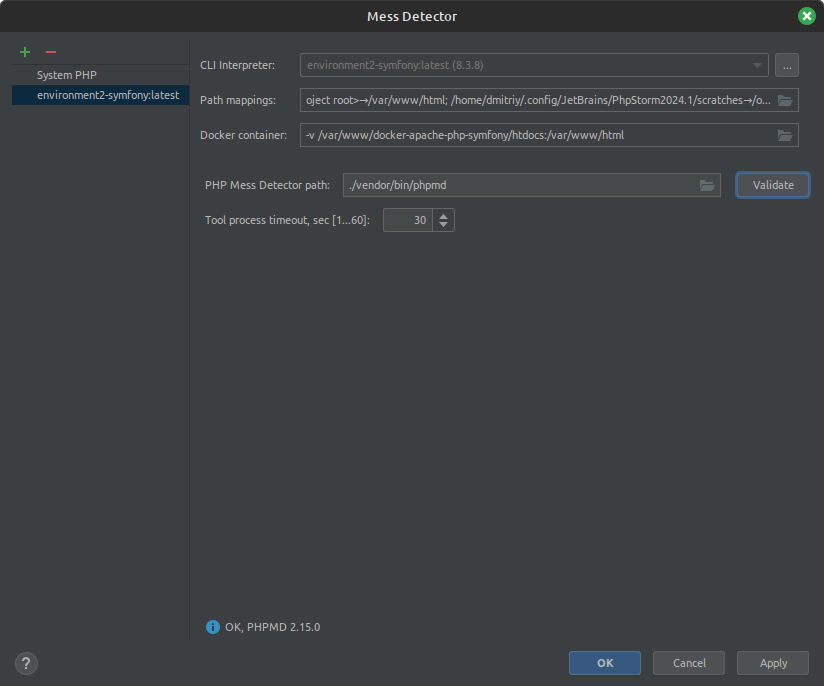 Mess Detector
System PHP
environment2-symfony:latest
CLI Interpreter: environment2-symfony:latest (8.3.8) ...
Path mappings: oject root>→/var/www/html; /home/dmitriy/.config/JetBrains/PhpStorm2024.1/scratches→/o...
Docker container: -v /var/www/docker-apache-php-symfony/htdocs:/var/www/html
PHP Mess Detector path: ./vendor/bin/phpmd Validate
Tool process timeout, sec [1...60]: 30
OK, PHPMD 2.15.0
? OK Cancel Apply